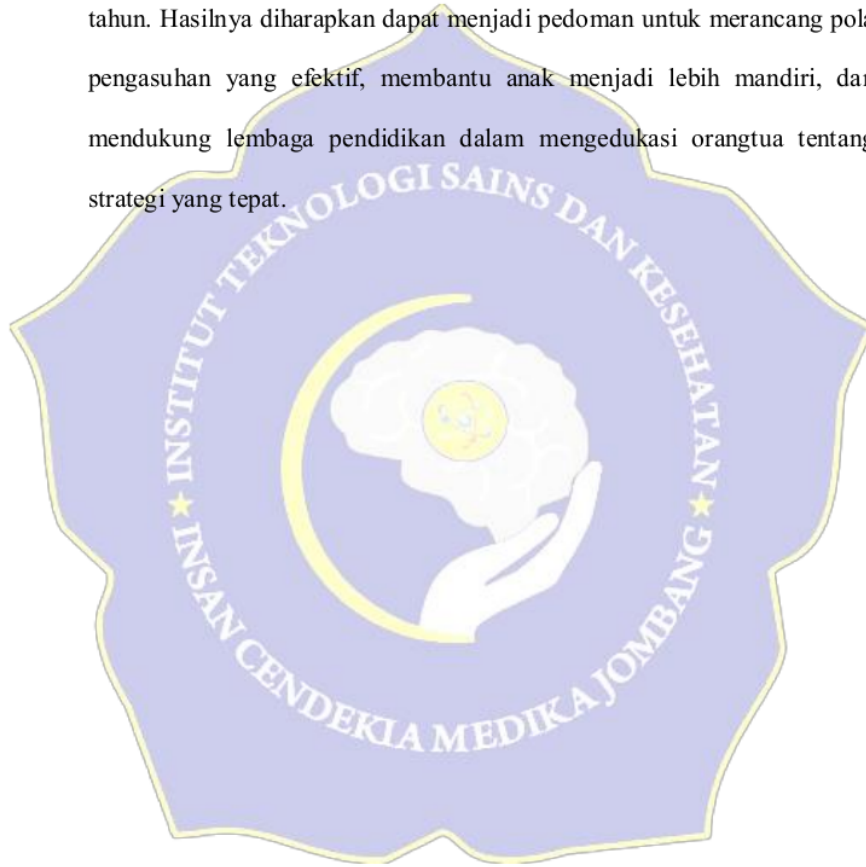 tahun. Hasilnya diharapkan dapat menjadi pedoman untuk merancang pola
pengasuhan yang efektif, membantu anak menjadi lebih mandiri, dan
mendukung lembaga pendidikan dalam mengedukasi orangtua tentang
strategi yang tepat.
INSTITUT TEKNOLOGI SAINS DAN KESEHATAN
INSAN CENDEKIA MEDIKA JOMBANG